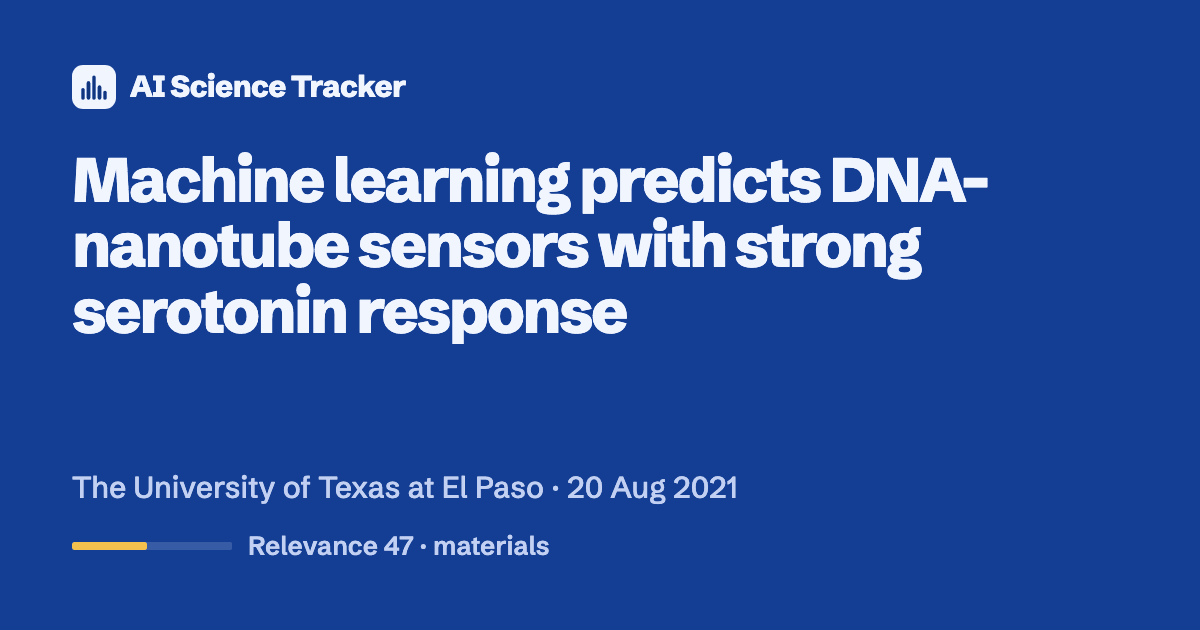 AI Science Tracker
Machine learning predicts DNA-
nanotube sensors with strong
serotonin response
The University of Texas at El Paso · 20 Aug 2021
Relevance 47 · materials